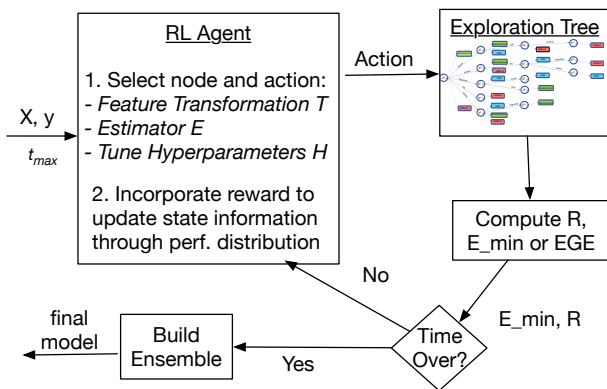 RL Agent
1. Select node and action:
- Feature Transformation T
- Estimator E
- Tune Hyperparameters H
2. Incorporate reward to
update state information
through perf. distribution
X, y
t_max
Action
Exploration Tree
Compute R,
E_min or EGE
E_min, R
Time
Over?
No
Yes
Build
Ensemble
final
model